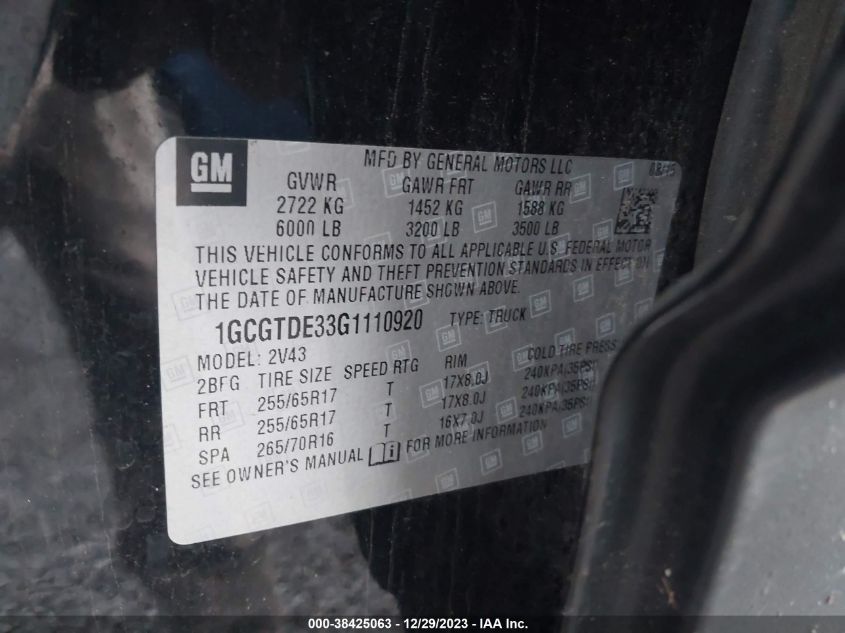 GM
MFD BY GENERAL MOTORS LLC 08/15
GVWR GAWR FRT GAWR RR
2722 KG 1452 KG 1588 KG
6000 LB 3200 LB 3500 LB
THIS VEHICLE CONFORMS TO ALL APPLICABLE U.S. FEDERAL MOTOR
VEHICLE SAFETY AND THEFT PREVENTION STANDARDS IN EFFECT ON
THE DATE OF MANUFACTURE SHOWN ABOVE.
1GCGTDE33G1110920 TYPE: TRUCK
MODEL: 2V43
2BFG TIRE SIZE SPEED RTG RIM COLD TIRE PRESS
FRT 255/65R17 T 17X8.0J 240KPA(35PSI)
RR 255/65R17 T 17X8.0J 240KPA(35PSI)
SPA 265/70R16 T 16X7.0J 240KPA(35PSI)
SEE OWNER'S MANUAL FOR MORE INFORMATION
000-38425063 - 12/29/2023 - IAA Inc.